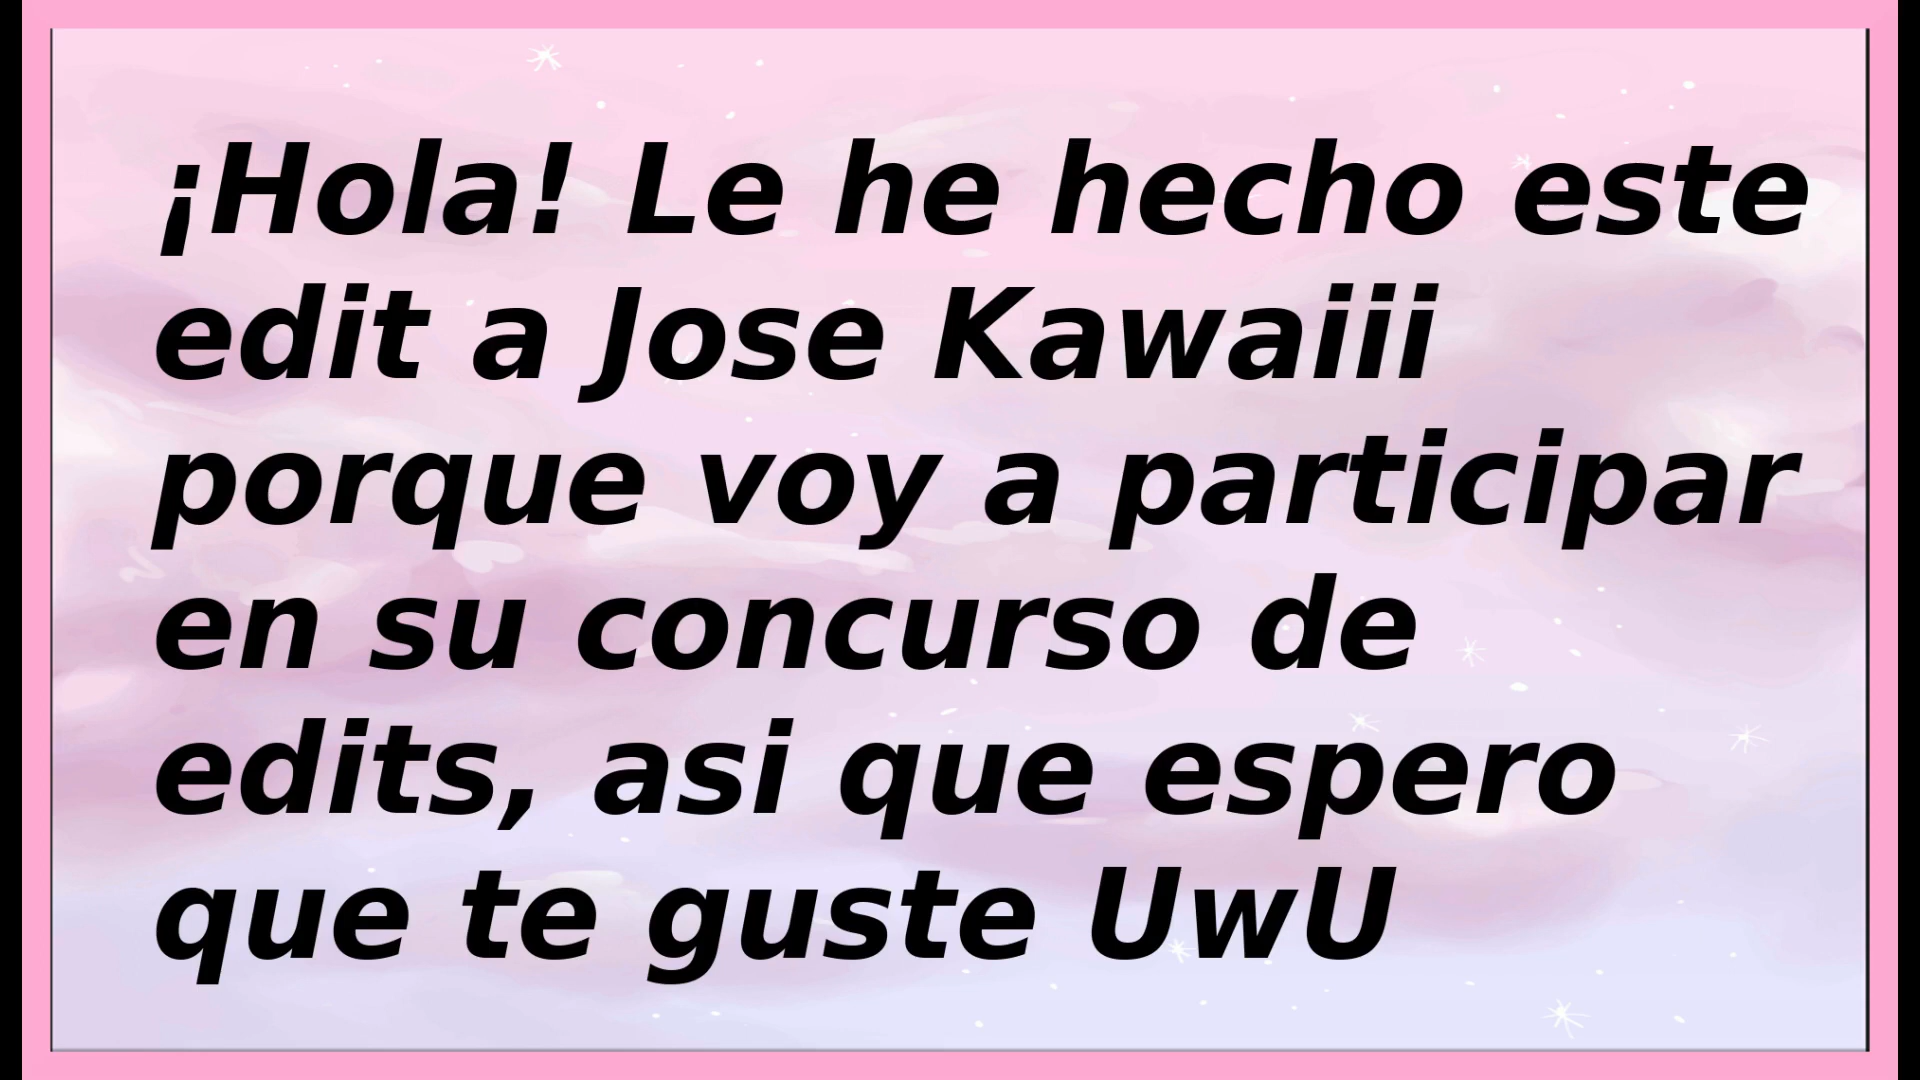 ¡Hola! Le he hecho este
edit a Jose Kawaiii
porque voy a participar
en su concurso de
edits, asi que espero
que te guste UwU